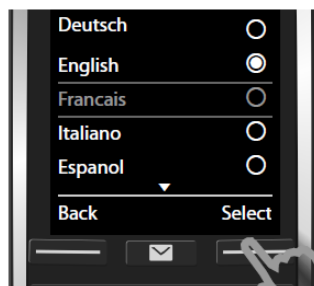 Deutsch
English
Francais
Italiano
Espanol
Back Select